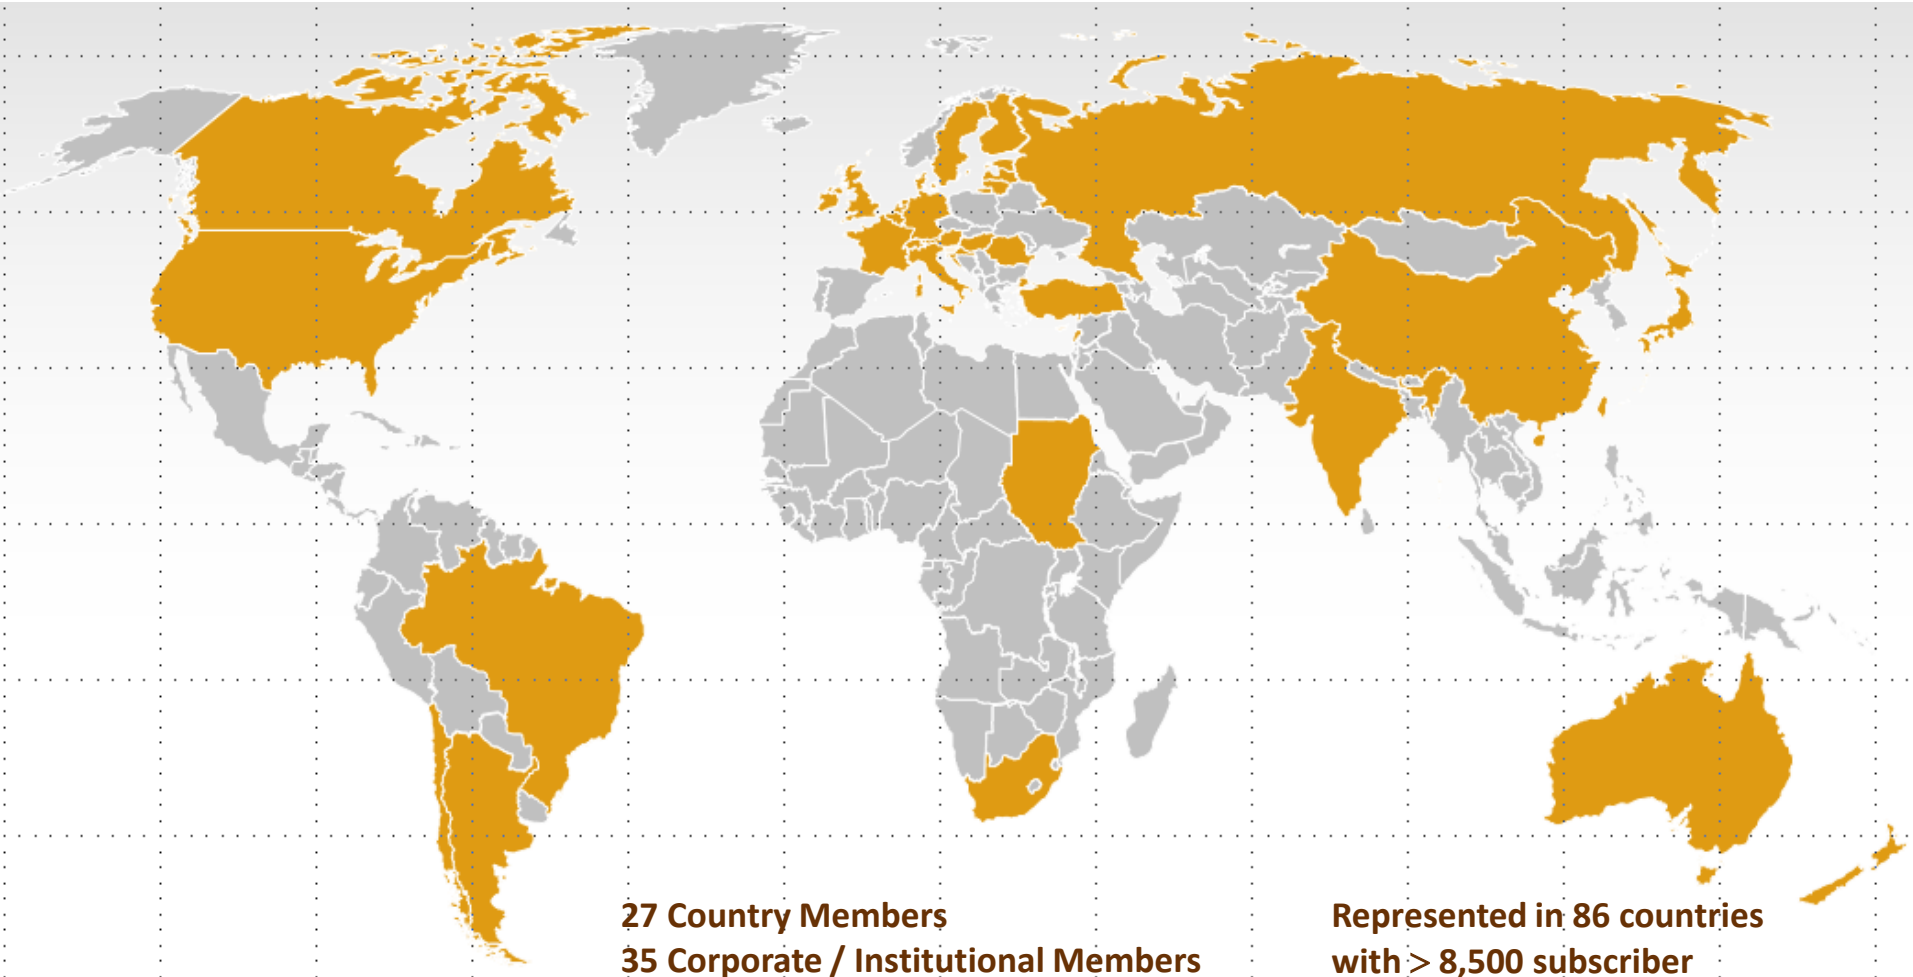 27 Country Members
35 Corporate / Institutional Members
Represented in 86 countries
with > 8,500 subscriber